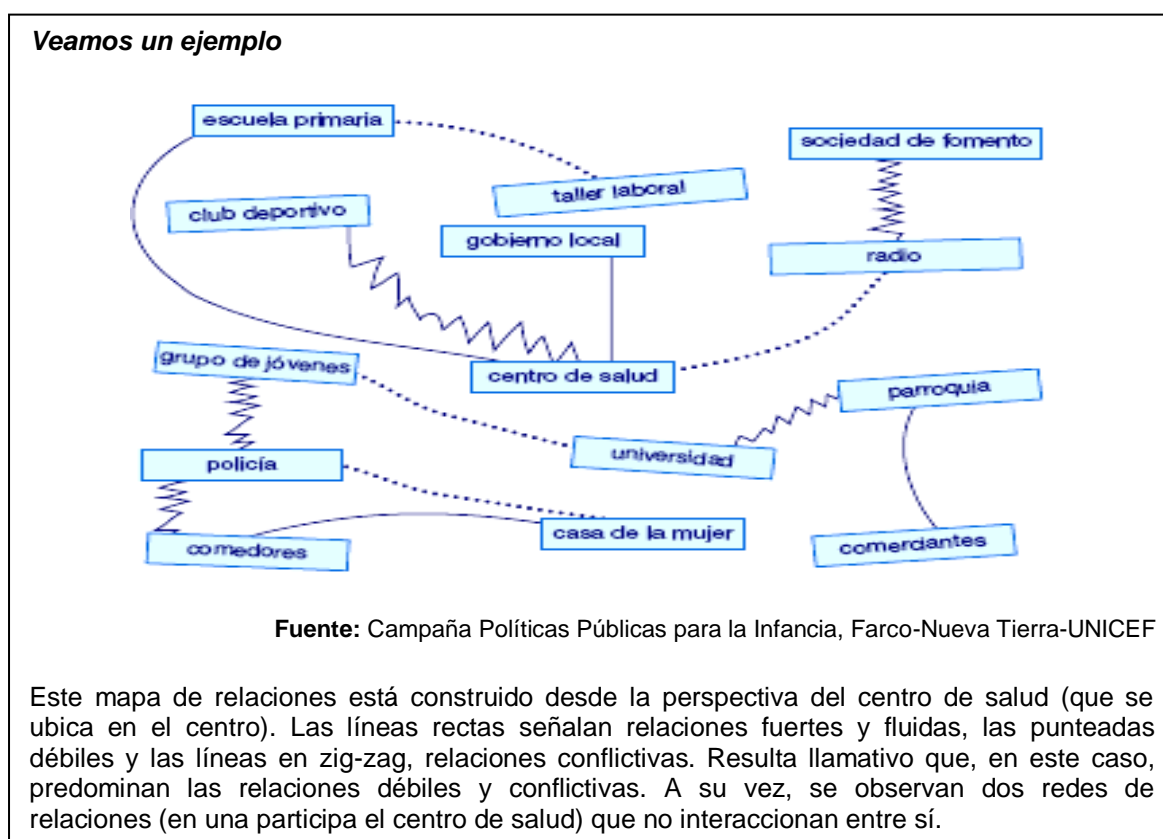 Veamos un ejemplo
escuela primaria
sociedad de fomento
taller laboral
club deportivo
gobierno local
radio
grupo de jóvenes
centro de salud
parroquia
universidad
policía
casa de la mujer
comedores
comerciantes
Fuente: Campaña Políticas Públicas para la Infancia, Farco-Nueva Tierra-UNICEF
Este mapa de relaciones está construido desde la perspectiva del centro de salud (que se
ubica en el centro). Las líneas rectas señalan relaciones fuertes y fluidas, las punteadas
débiles y las líneas en zig-zag, relaciones conflictivas. Resulta llamativo que, en este caso,
predominan las relaciones débiles y conflictivas. A su vez, se observan dos redes de
relaciones (en una participa el centro de salud) que no interaccionan entre sí.